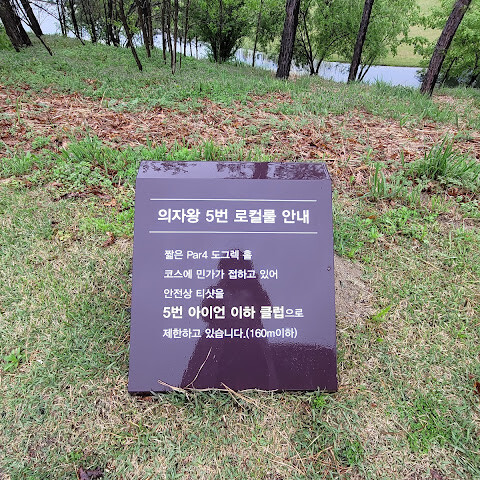 의자왕 5번 로컬룰 안내
짧은 Par4 도그렉 홀
코스에 민가가 접하고 있어
안전상 티샷을
5번 아이언 이하 클럽으로
제한하고 있습니다.(160m이하)